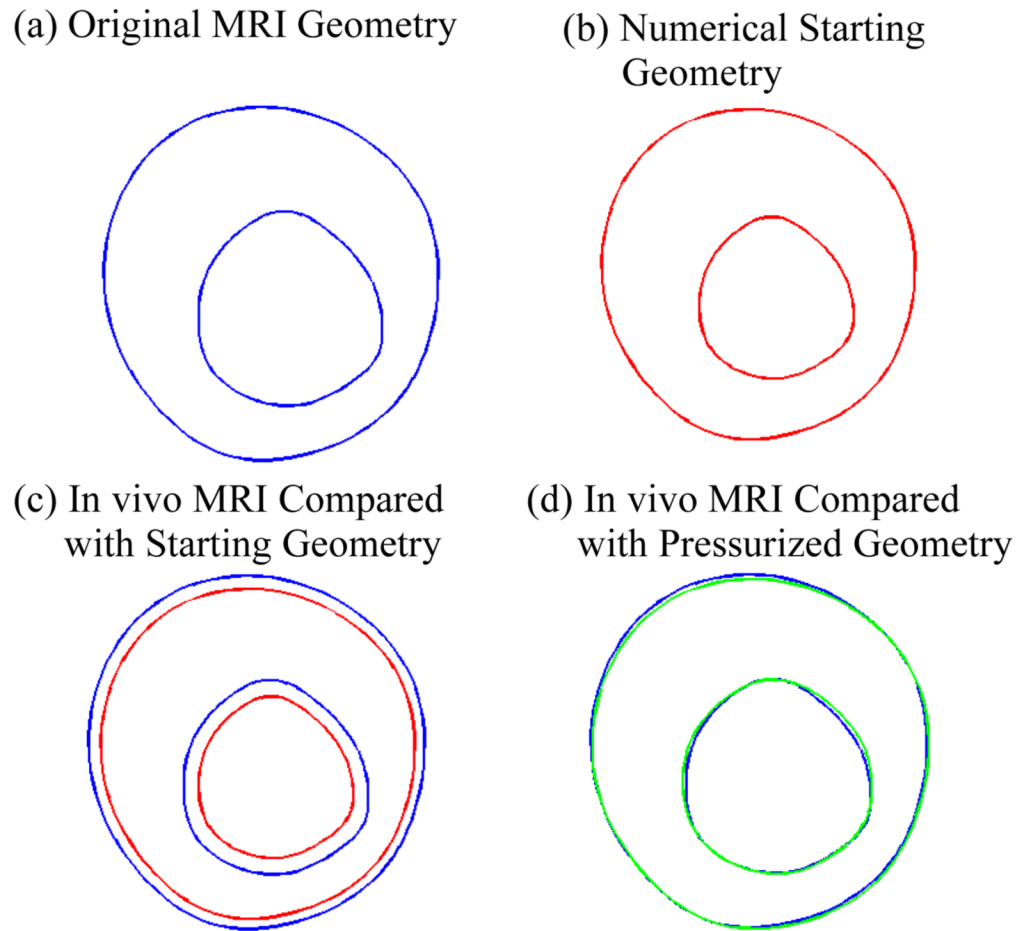 (a) Original MRI Geometry
(b) Numerical Starting
Geometry
(c) In vivo MRI Compared
with Starting Geometry
(d) In vivo MRI Compared
with Pressurized Geometry